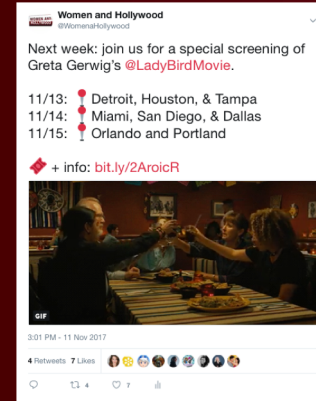 Women and Hollywood
@WomenaHollywood
Next week: join us for a special screening of
Greta Gerwig's @LadyBirdMovie.
11/13: Detroit, Houston, & Tampa
11/14: Miami, San Diego, & Dallas
11/15: Orlando and Portland
+ info: bit.ly/2AroicR
GIF
3:01 PM - 11 Nov 2017
4 Retweets 7 Likes
4 7